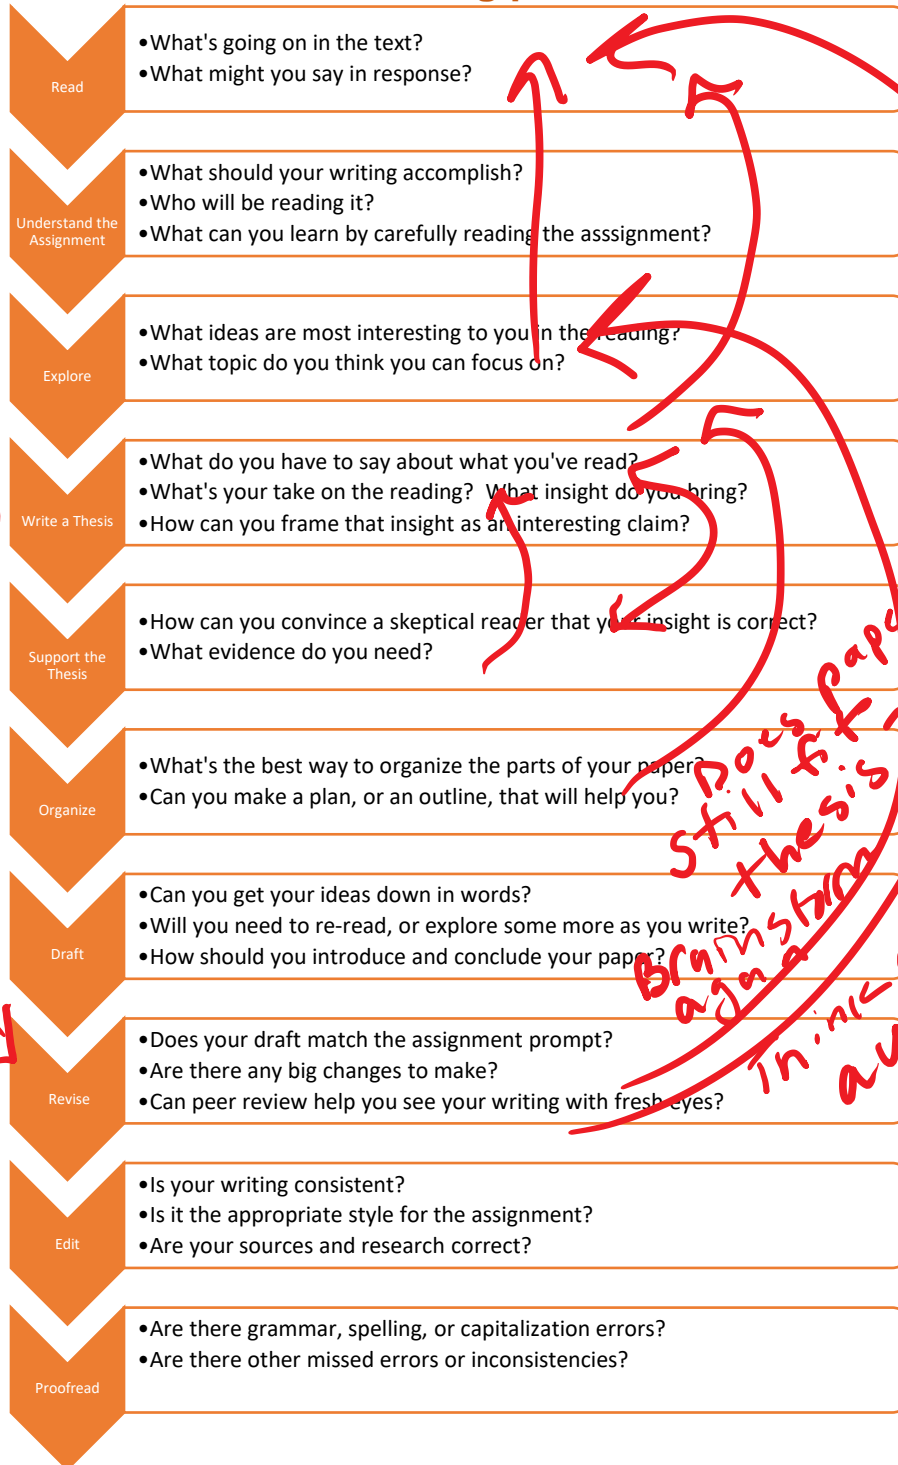 Read
•What's going on in the text?
•What might you say in response?
Understand the
Assignment
•What should your writing accomplish?
•Who will be reading it?
•What can you learn by carefully reading the asssignment?
Explore
•What ideas are most interesting to you in the reading?
•What topic do you think you can focus on?
Write a Thesis
•What do you have to say about what you've read?
•What's your take on the reading?  What insight do you bring?
•How can you frame that insight as an interesting claim?
Support the
Thesis
•How can you convince a skeptical reader that your insight is correct?
•What evidence do you need?
Organize
•What's the best way to organize the parts of your paper?
•Can you make a plan, or an outline, that will help you?
Does
still fit
thesis
Draft
•Can you get your ideas down in words?
•Will you need to re-read, or explore some more as you write?
•How should you introduce and conclude your paper?
Brainstorm
Revise
•Does your draft match the assignment prompt?
•Are there any big changes to make?
•Can peer review help you see your writing with fresh eyes?
Edit
•Is your writing consistent?
•Is it the appropriate style for the assignment?
•Are your sources and research correct?
Proofread
•Are there grammar, spelling, or capitalization errors?
•Are there other missed errors or inconsistencies?